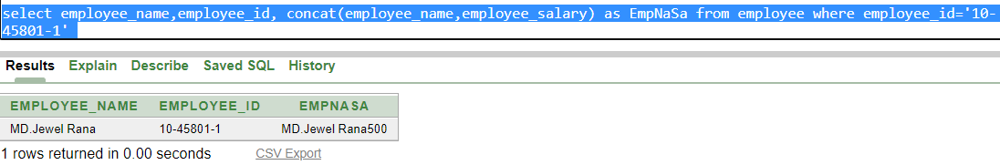 select employee_name,employee_id, concat(employee_name,employee_salary) as EmpNaSa from employee where employee_id='10-
45801-1'
Results Explain Describe Saved SQL History
EMPLOYEE_NAME EMPLOYEE_ID EMPNASA
MD.Jewel Rana 10-45801-1 MD.Jewel Rana500
1 rows returned in 0.00 seconds CSV Export